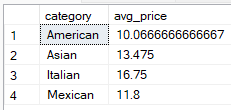 category avg_price
1 American 10.0666666666667
2 Asian 13.475
3 Italian 16.75
4 Mexican 11.8